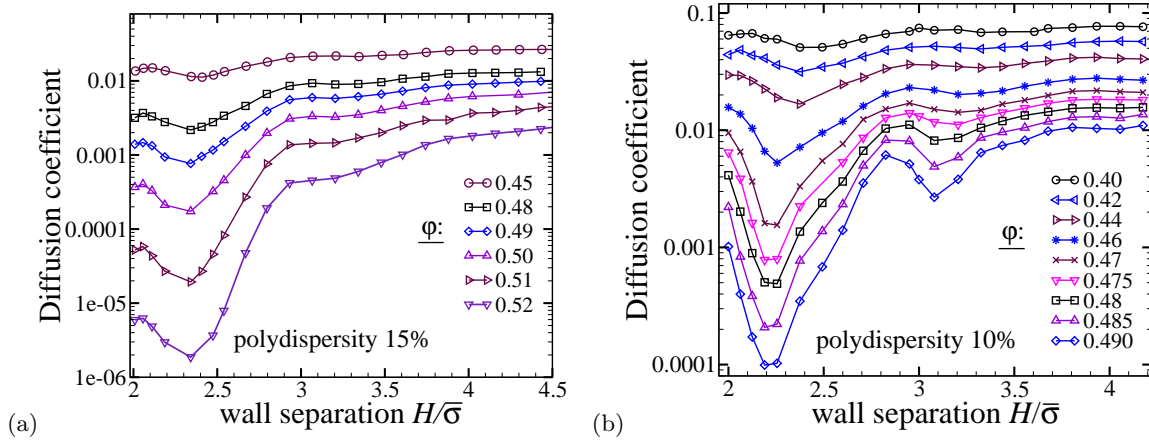 0.01
0.001
0.0001
1e-05
1e-06
Diffusion coefficient
2 2.5 3 3.5 4 4.5
wall separation H/σ̅
φ:
0.45
0.48
0.49
0.50
0.51
0.52
polydispersity 15%
(a)
0.1
0.01
0.001
0.0001
Diffusion coefficient
2 2.5 3 3.5 4
wall separation H/σ̅
φ:
0.40
0.42
0.44
0.46
0.47
0.475
0.48
0.485
0.490
polydispersity 10%
(b)